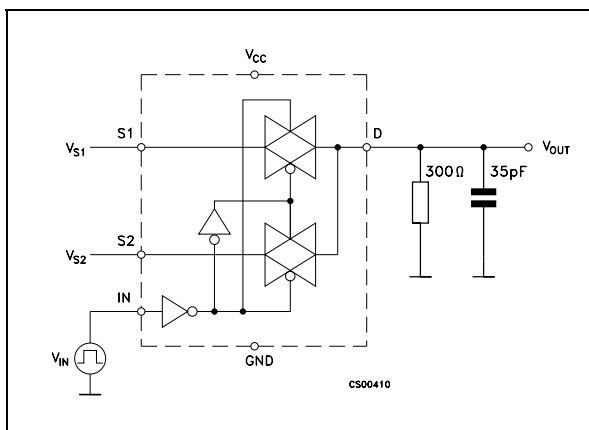 VCC
S1
VS1
D
VOUT
300Ω
35pF
S2
VS2
IN
VIN
GND
CS00410